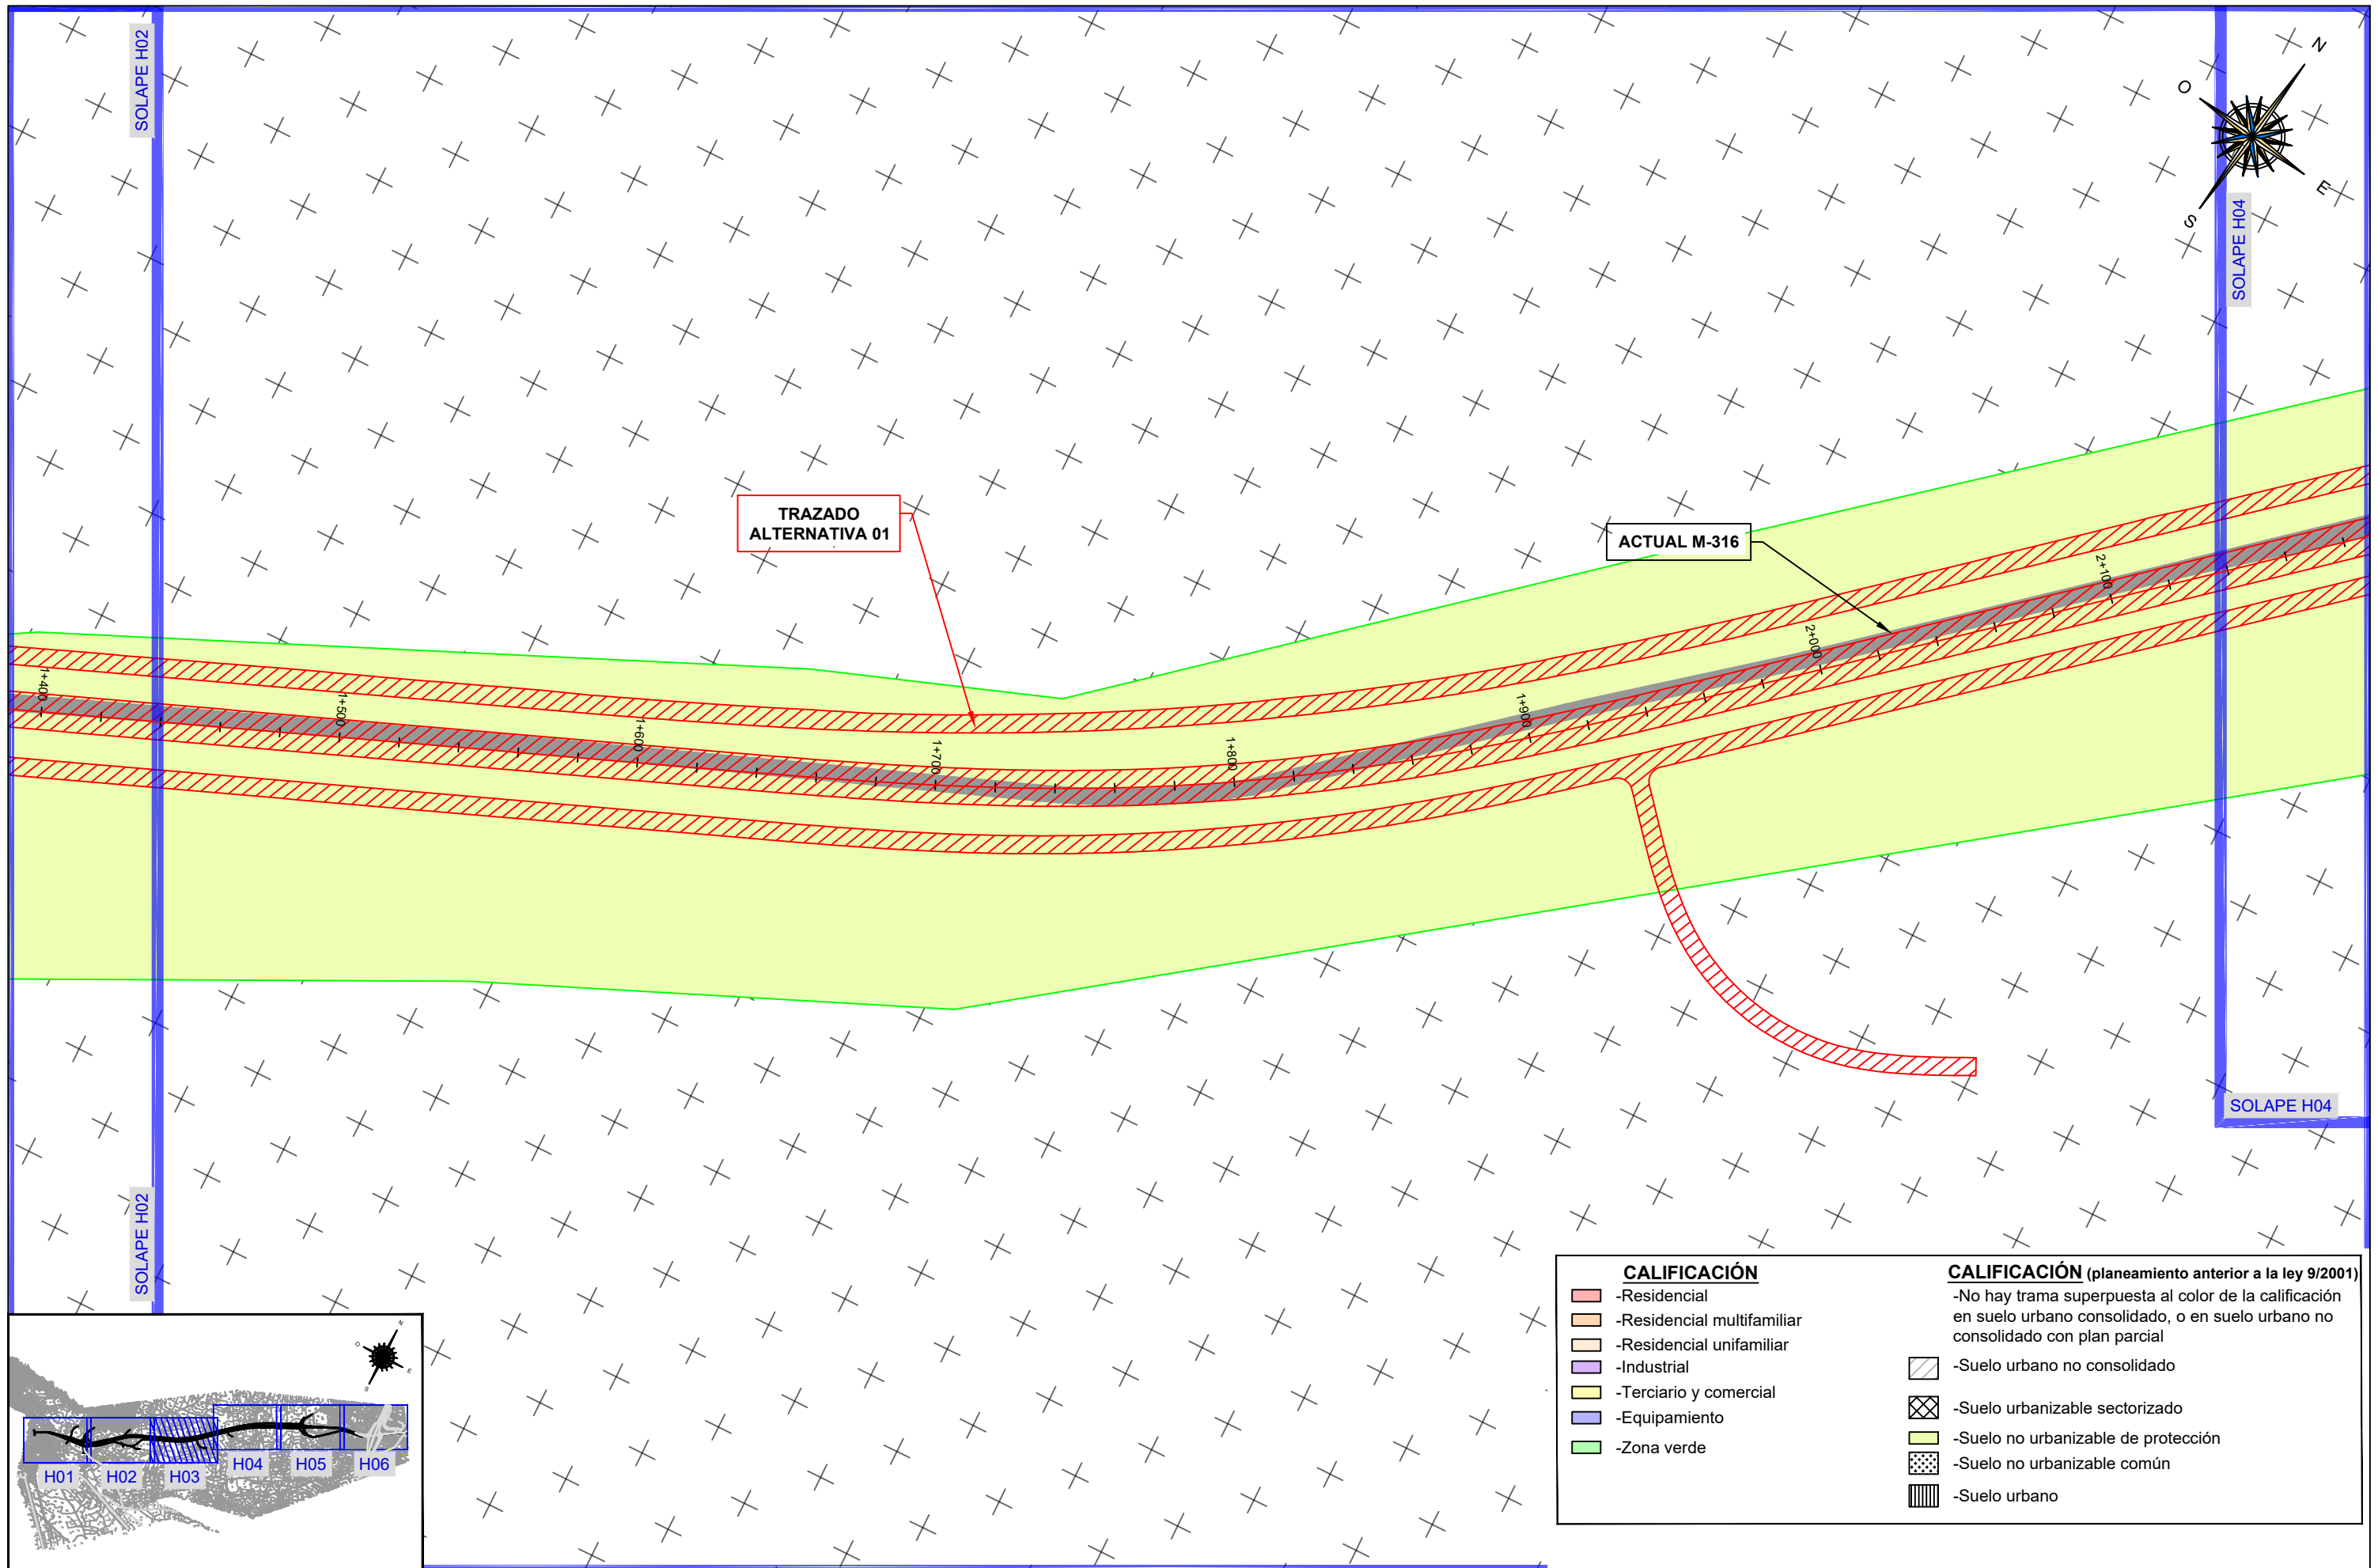 SOLAPE H02
N
O
E
S
SOLAPE H04
TRAZADO
ALTERNATIVA 01
ACTUAL M-316
1+400
1+500
1+600
1+700
1+800
1+900
2+000
2+100
SOLAPE H04
SOLAPE H02
CALIFICACIÓN
-Residencial
-Residencial multifamiliar
-Residencial unifamiliar
-Industrial
-Terciario y comercial
-Equipamiento
-Zona verde
CALIFICACIÓN (planeamiento anterior a la ley 9/2001)
-No hay trama superpuesta al color de la calificación
en suelo urbano consolidado, o en suelo urbano no
consolidado con plan parcial
-Suelo urbano no consolidado
-Suelo urbanizable sectorizado
-Suelo no urbanizable de protección
-Suelo no urbanizable común
-Suelo urbano
N
O
E
S
H01
H02
H03
H04
H05
H06